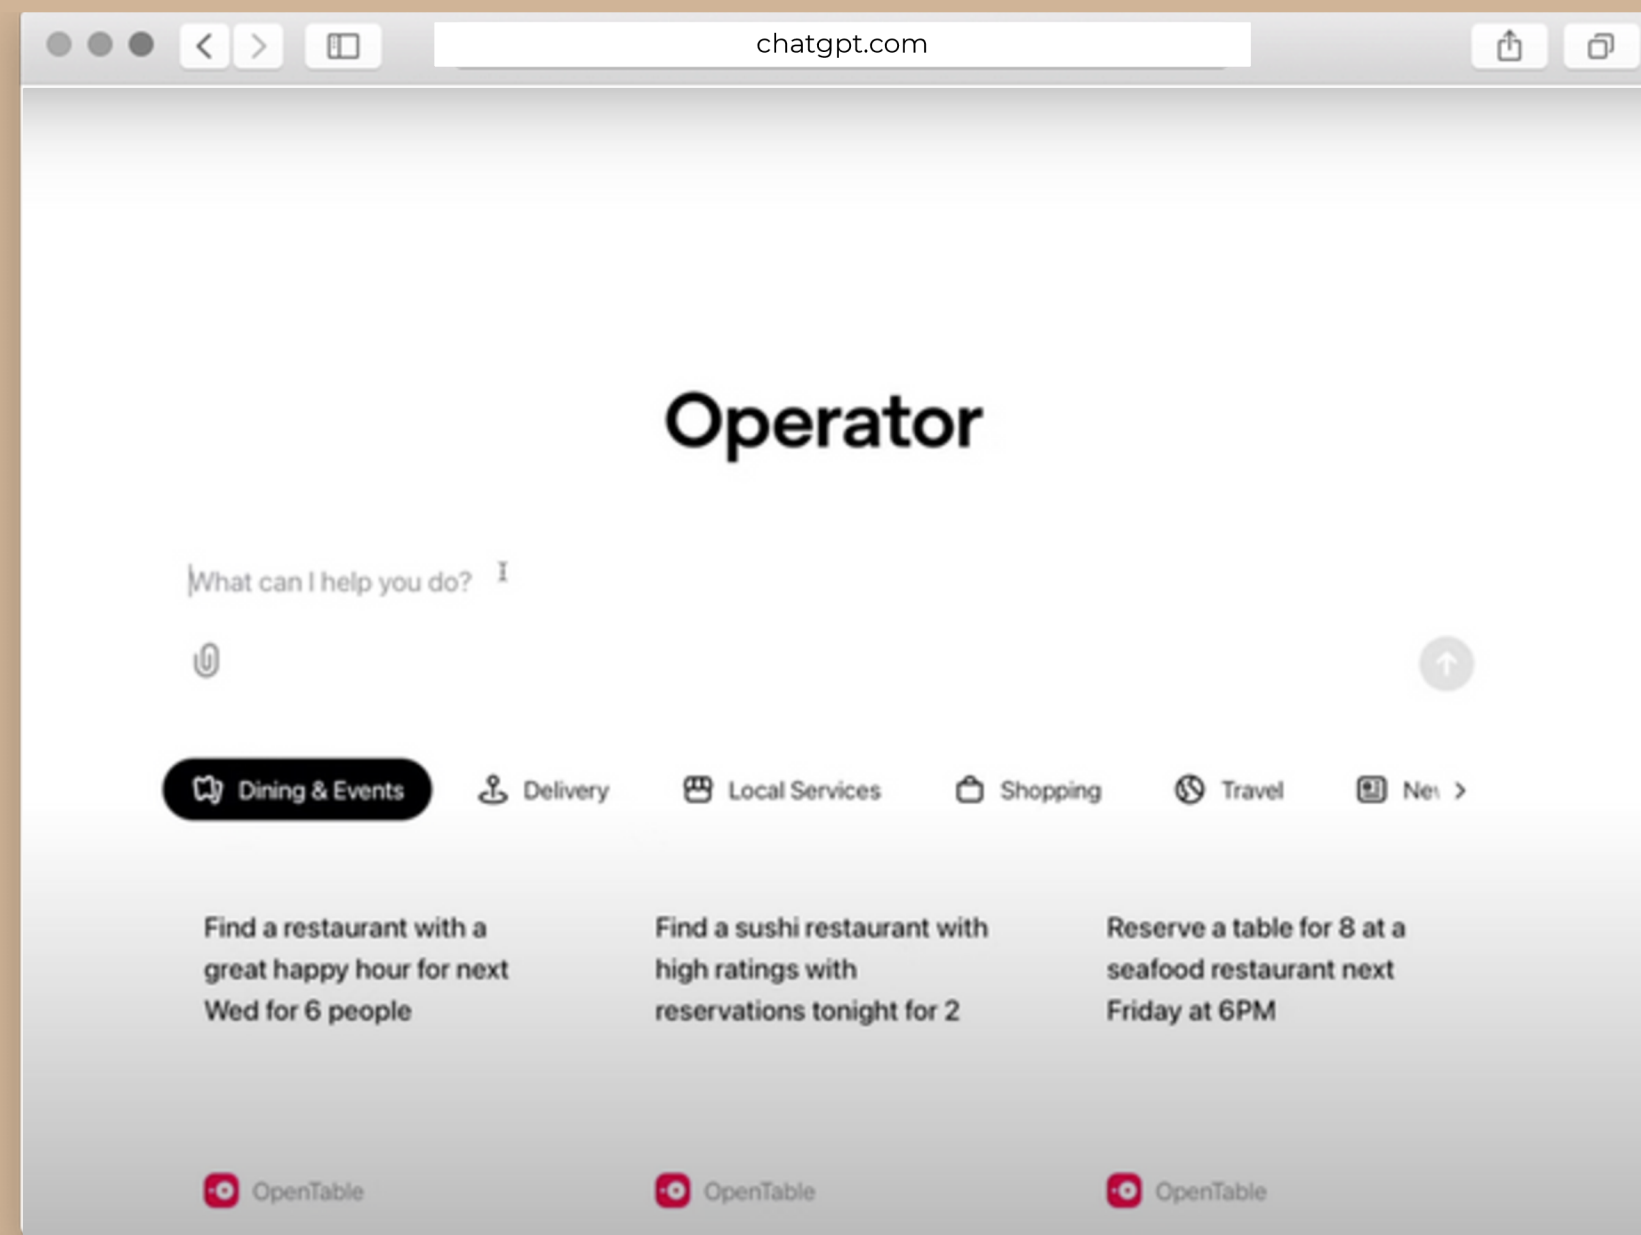 chatgpt.com
Operator
What can I help you do?
Dining & Events
Delivery
Local Services
Shopping
Travel
Find a restaurant with a
great happy hour for next
Wed for 6 people
Find a sushi restaurant with
high ratings with
reservations tonight for 2
Reserve a table for 8 at a
seafood restaurant next
Friday at 6PM
OpenTable
OpenTable
OpenTable